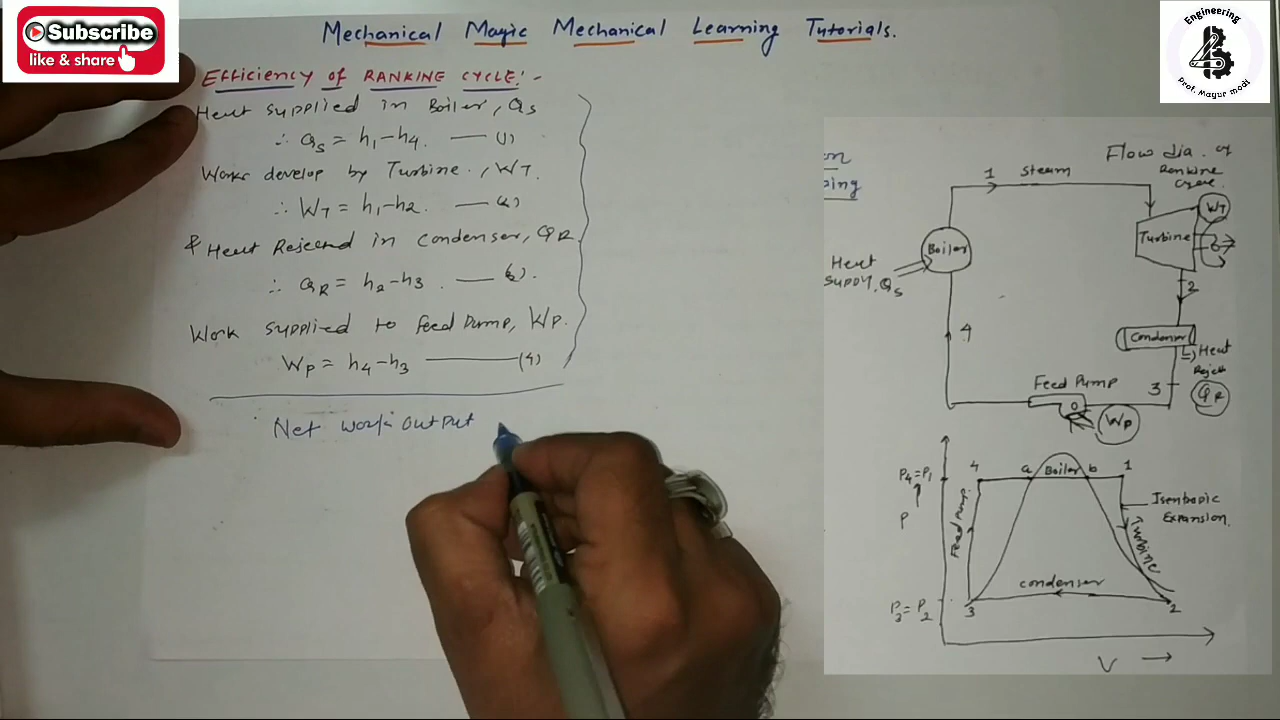 Subscribe
like & share
Mechanical Magic Mechanical Learning Tutorials.
Engineering
Prof. Mayur modi
Efficiency of RANKINE CYCLE:-
Heat supplied in Boiler, Qs
∴ Qs = h1-h4. — (1)
Work develop by Turbine, WT.
∴ WT = h1-h2. — (2)
& Heat Rejected in Condenser, QR
∴ QR = h2-h3. — (3).
Work supplied to Feed Pump, Wp.
Wp = h4-h3 — (4)
Net work output
Flow dia. of
Rankine
cycle.
1 Steam
WT
Turbine
Boiler
Heat
supply, Qs
2
Condenser
Heat
Reject
QR
4
Feed Pump
3
Wp
P4=P1
4 a Boiler b 1
P
Feed Pump
Isentropic
Expansion.
Turbine
condenser
P3=P2
3
2
V